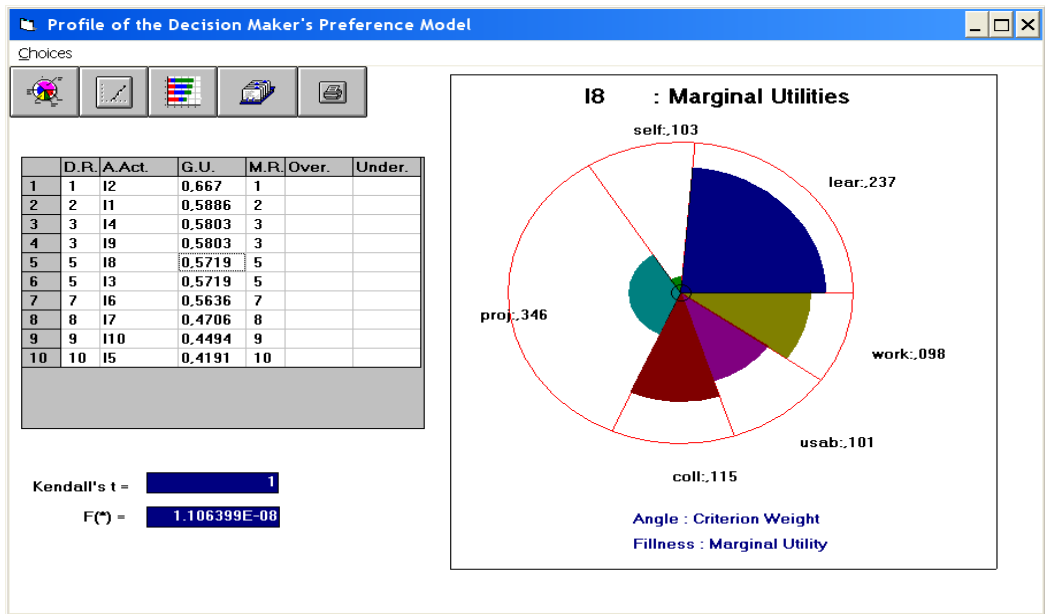 Profile of the Decision Maker's Preference Model
Choices
D.R. A.Act. G.U. M.R. Over. Under.
1 1 I2 0,667 1
2 2 I1 0,5886 2
3 3 I4 0,5803 3
4 3 I9 0,5803 3
5 5 I8 0,5719 5
6 5 I3 0,5719 5
7 7 I6 0,5636 7
8 8 I7 0,4706 8
9 9 I10 0,4494 9
10 10 I5 0,4191 10
Kendall's t = 1
F(*) = 1.106399E-08
I8 : Marginal Utilities
self:,103
lear:,237
proj:,346
work:,098
usab:,101
coll:,115
Angle : Criterion Weight
Fillness : Marginal Utility